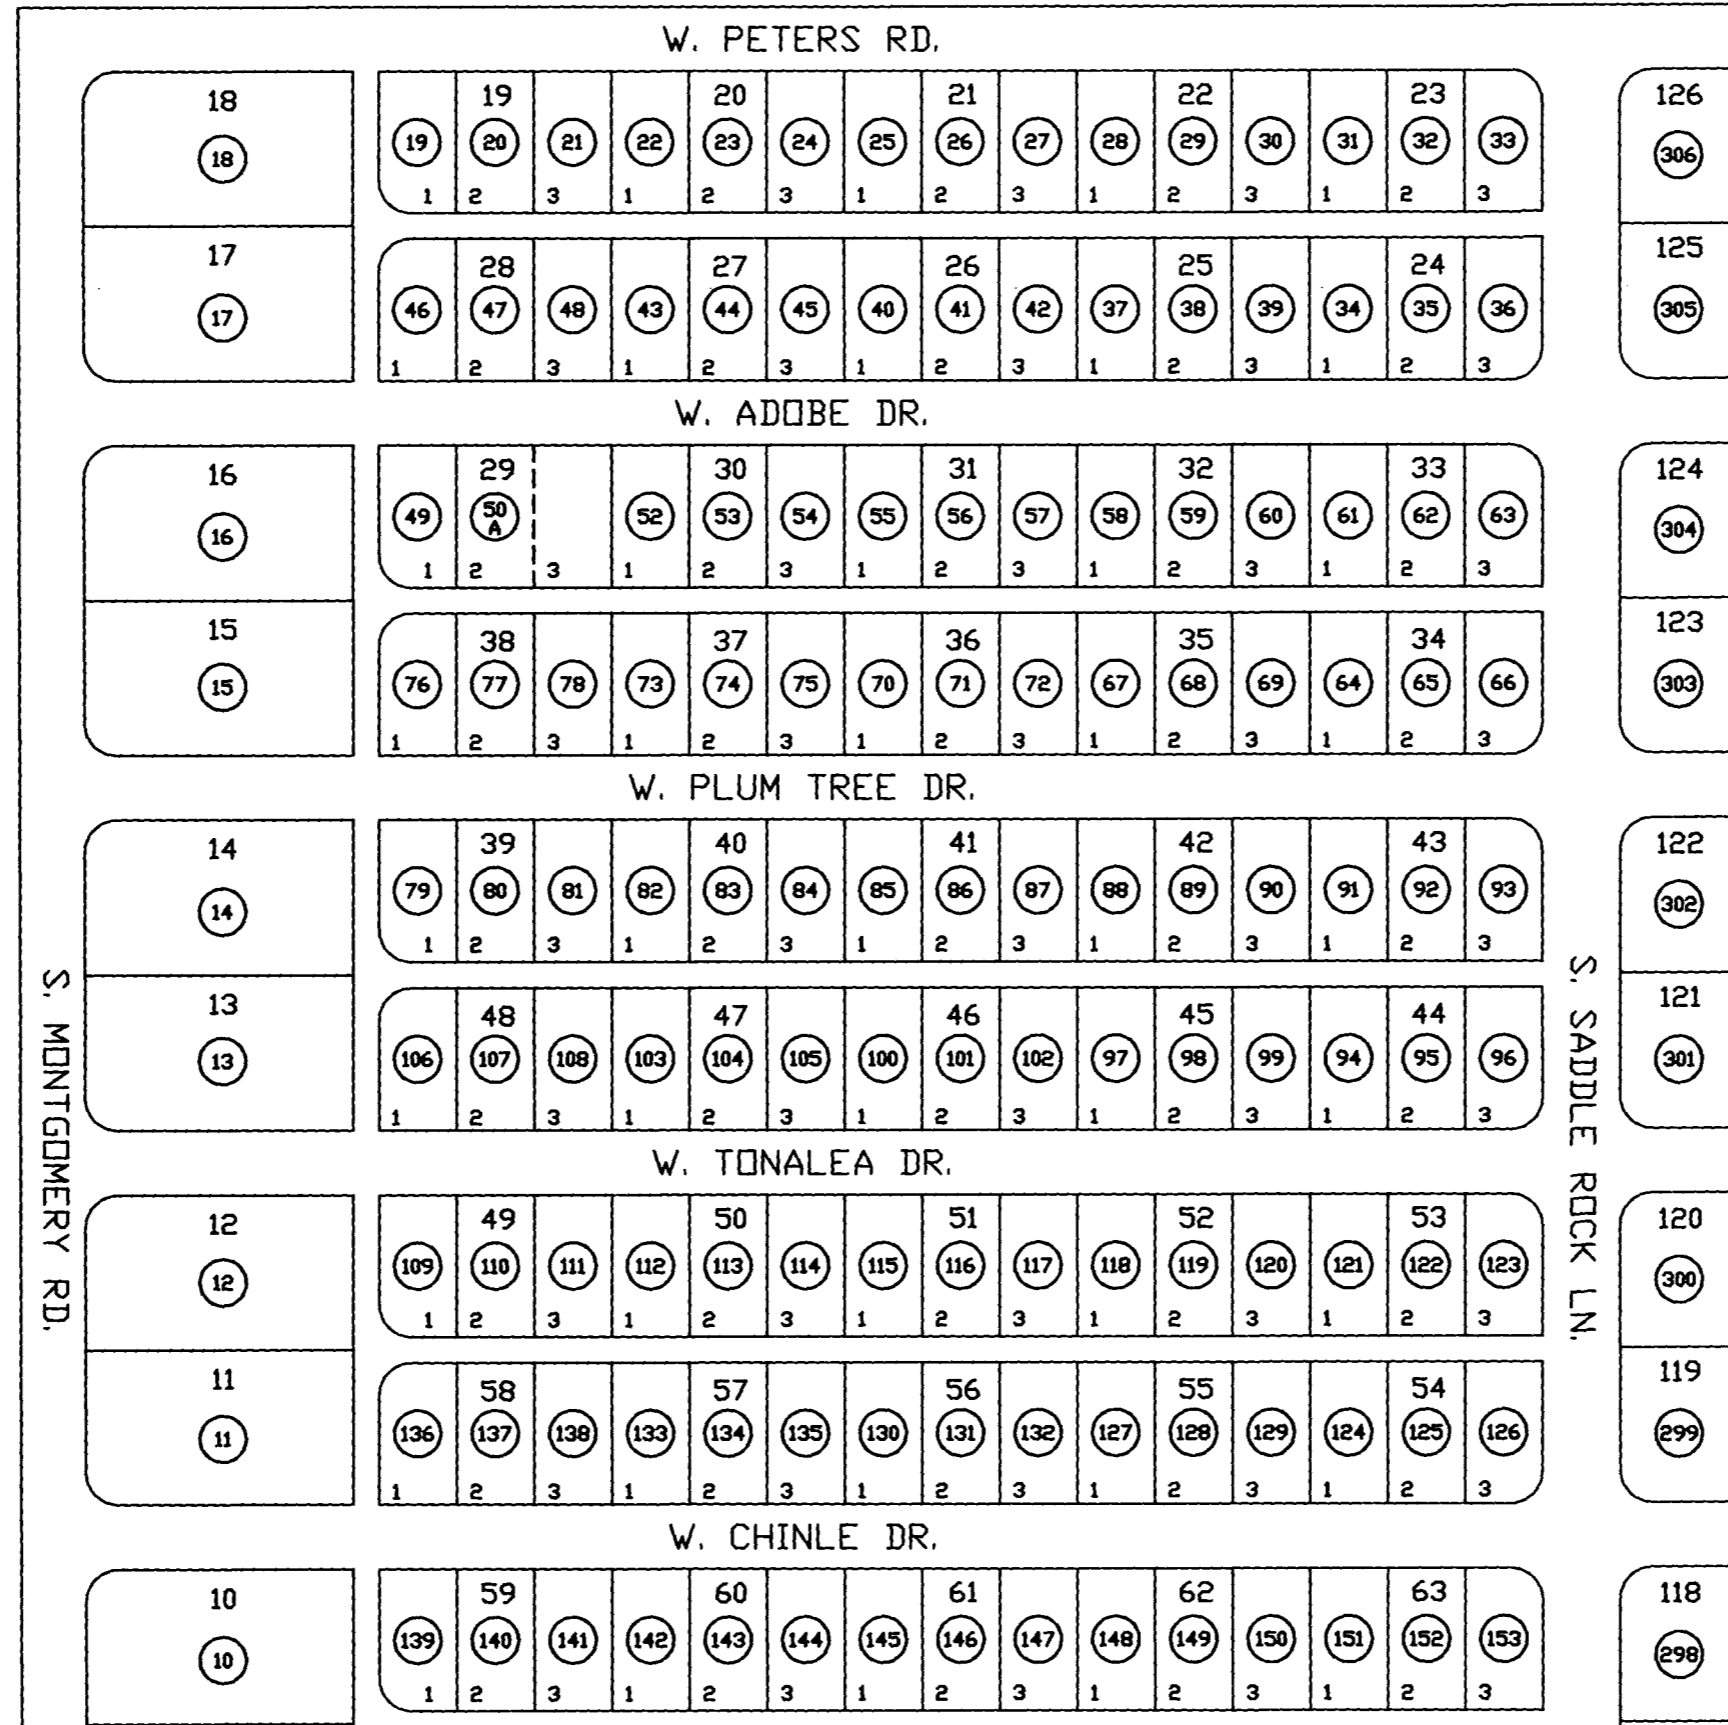 W. PETERS RD.
18 19 20 21 22 23 126
18 19 20 21 22 23 24 25 26 27 28 29 30 31 32 33 306
1 2 3 1 2 3 1 2 3 1 2 3 1 2 3
17 28 27 26 25 24 125
17 46 47 48 43 44 45 40 41 42 37 38 39 34 35 36 305
1 2 3 1 2 3 1 2 3 1 2 3 1 2 3
W. ADOBE DR.
16 29 30 31 32 33 124
16 49 50 A 52 53 54 55 56 57 58 59 60 61 62 63 304
1 2 3 1 2 3 1 2 3 1 2 3 1 2 3
15 38 37 36 35 34 123
15 76 77 78 73 74 75 70 71 72 67 68 69 64 65 66 303
1 2 3 1 2 3 1 2 3 1 2 3 1 2 3
W. PLUM TREE DR.
14 39 40 41 42 43 122
14 79 80 81 82 83 84 85 86 87 88 89 90 91 92 93 302
1 2 3 1 2 3 1 2 3 1 2 3 1 2 3
13 48 47 46 45 44 121
13 106 107 108 103 104 105 100 101 102 97 98 99 94 95 96 301
1 2 3 1 2 3 1 2 3 1 2 3 1 2 3
S. MONTGOMERY RD.
S. SADDLE ROCK LN.
W. TONALEA DR.
12 49 50 51 52 53 120
12 109 110 111 112 113 114 115 116 117 118 119 120 121 122 123 300
1 2 3 1 2 3 1 2 3 1 2 3 1 2 3
11 58 57 56 55 54 119
11 136 137 138 133 134 135 130 131 132 127 128 129 124 125 126 299
1 2 3 1 2 3 1 2 3 1 2 3 1 2 3
W. CHINLE DR.
10 59 60 61 62 63 118
10 139 140 141 142 143 144 145 146 147 148 149 150 151 152 153 298
1 2 3 1 2 3 1 2 3 1 2 3 1 2 3